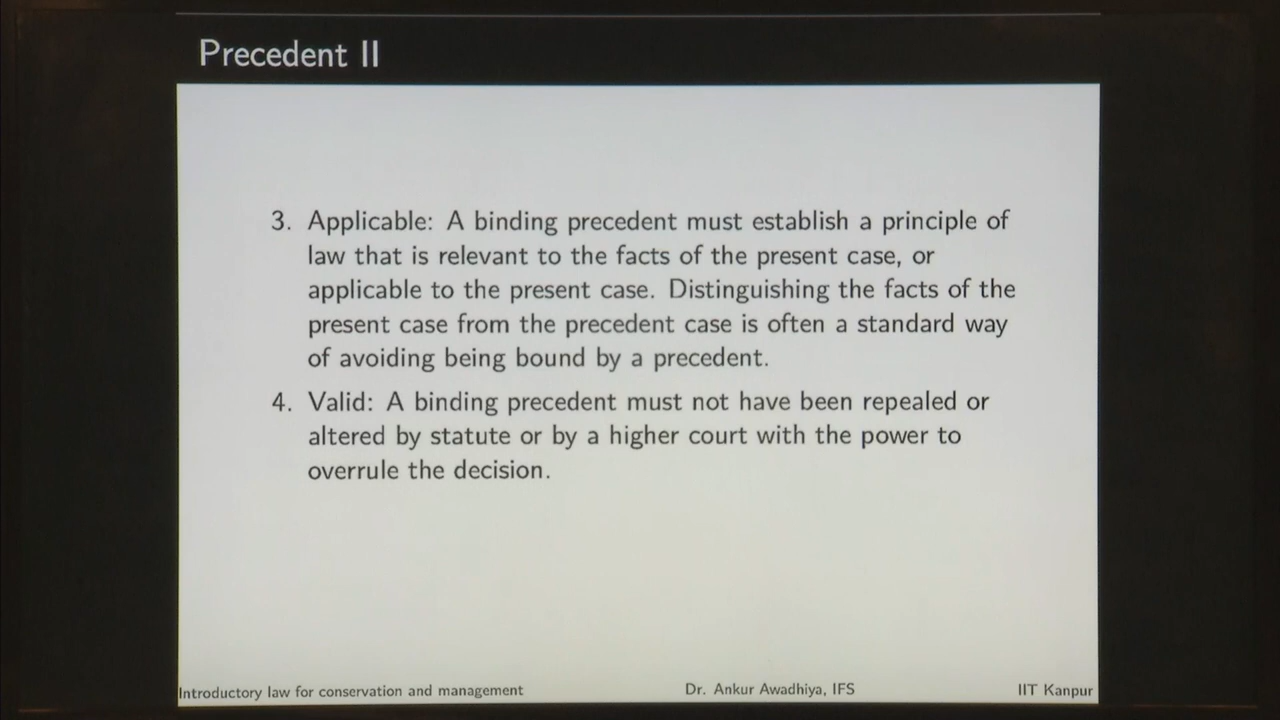 Precedent II
3. Applicable: A binding precedent must establish a principle of
law that is relevant to the facts of the present case, or
applicable to the present case. Distinguishing the facts of the
present case from the precedent case is often a standard way
of avoiding being bound by a precedent.
4. Valid: A binding precedent must not have been repealed or
altered by statute or by a higher court with the power to
overrule the decision.
Introductory law for conservation and management Dr. Ankur Awadhiya, IFS IIT Kanpur